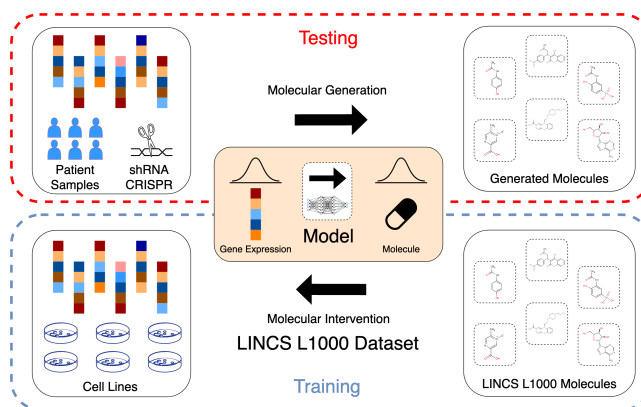 Testing
Molecular Generation
Patient
Samples
shRNA
CRISPR
Generated Molecules
Model
Gene Expression
Molecule
Molecular Intervention
LINCS L1000 Dataset
Cell Lines
LINCS L1000 Molecules
Training